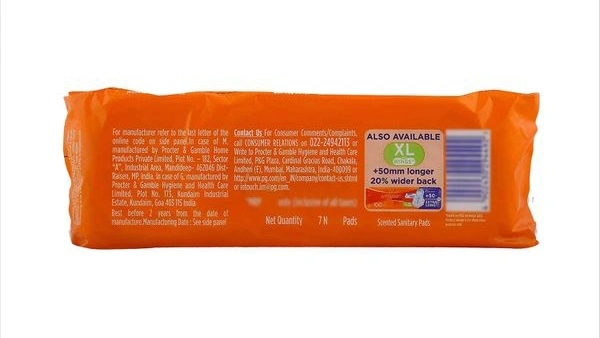 For manufacturer refer to the last letter of the
online code on side panel.In case of M,
manufactured by Procter & Gamble Home
Products Private Limited, Plot No. – 182, Sector
"A", Industrial Area, Mandideep- 462046 Dist-
Raisen, MP, India. In case of G, manufactured by
Procter & Gamble Hygiene and Health Care
Limited, Plot No. 173, Kundaim Industrial
Estate, Kundaim, Goa 403 115 India
Best before 2 years from the date of
manufacture.Manufacturing Date : See side panel
Contact Us For Consumer Comments/Complaints,
call CONSUMER RELATIONS on 022-24942113 or
Write to Procter & Gamble Hygiene and Health Care
Limited, P&G Plaza, Cardinal Gracias Road, Chakala,
Andheri (E), Mumbai, Maharashtra, India-400099 or
http://www.pg.com/en_IN/company/contact-us.shtml
or intouch.im@pg.com
Net Quantity 7 N Pads
ALSO AVAILABLE
XL
+50mm longer
20% wider back
Scented Sanitary Pads